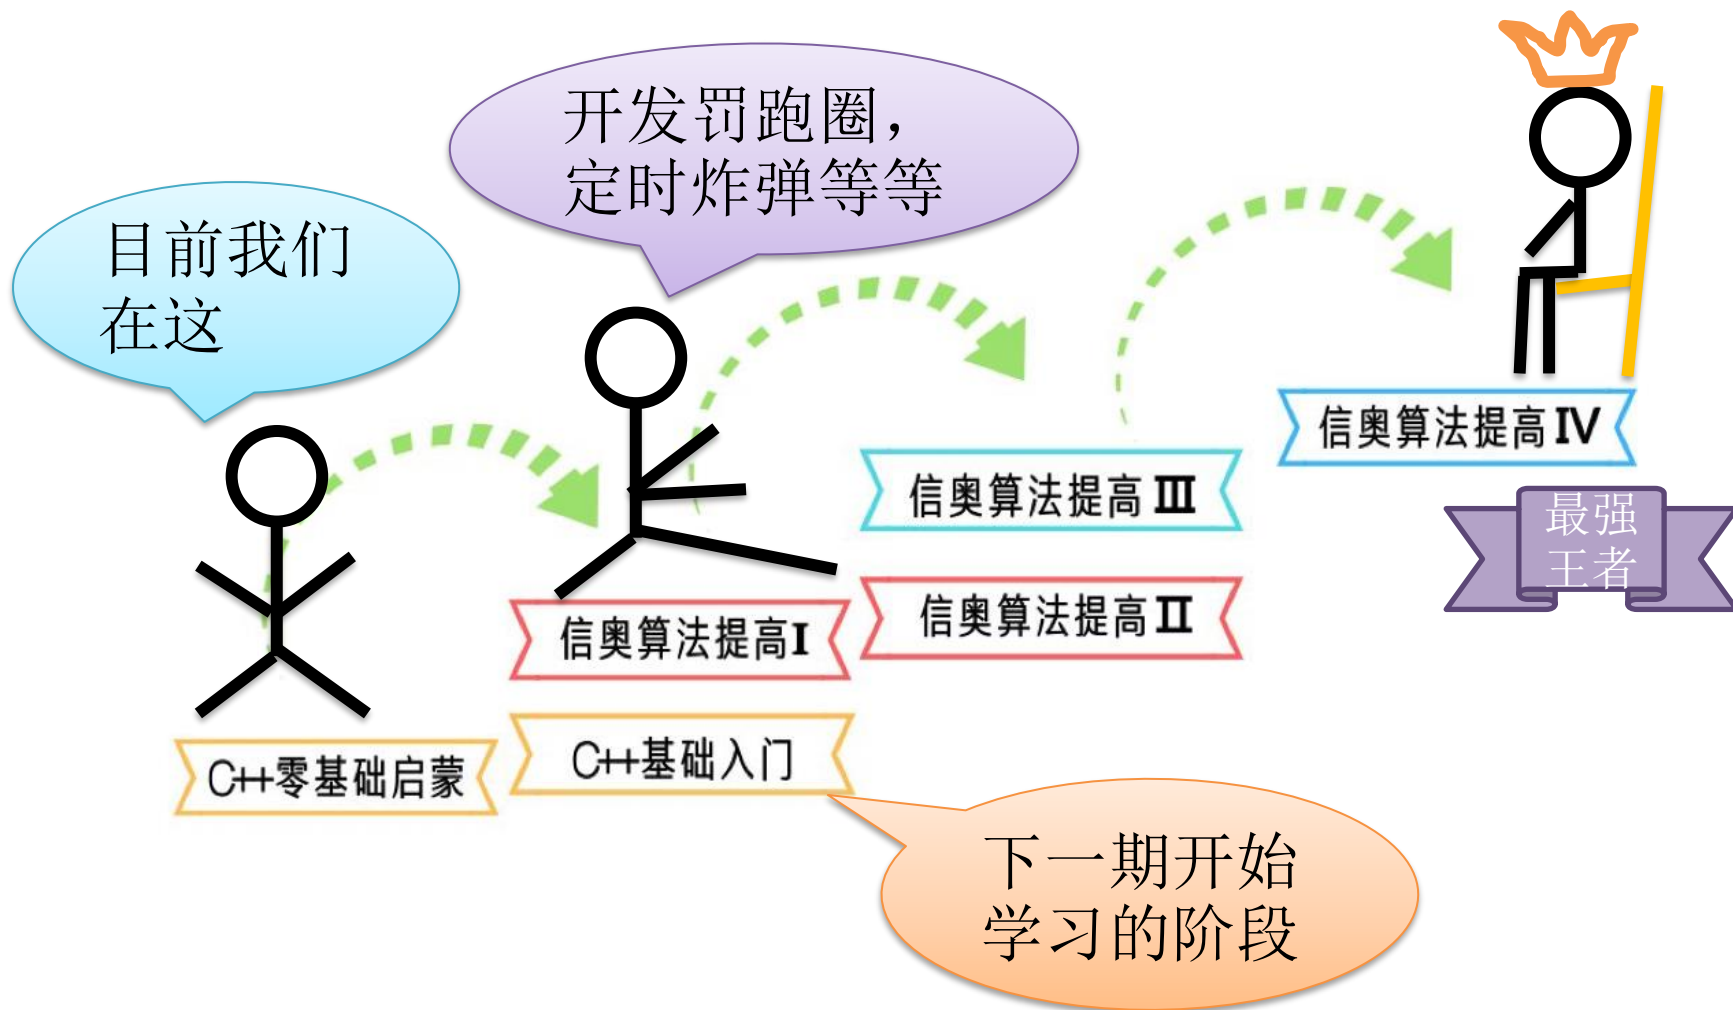 开发罚跑圈，
定时炸弹等等
目前我们
在这
信奥算法提高IV
信奥算法提高III
最强
王者
信奥算法提高II
信奥算法提高I
C++基础入门
C++零基础启蒙
下一期开始
学习的阶段